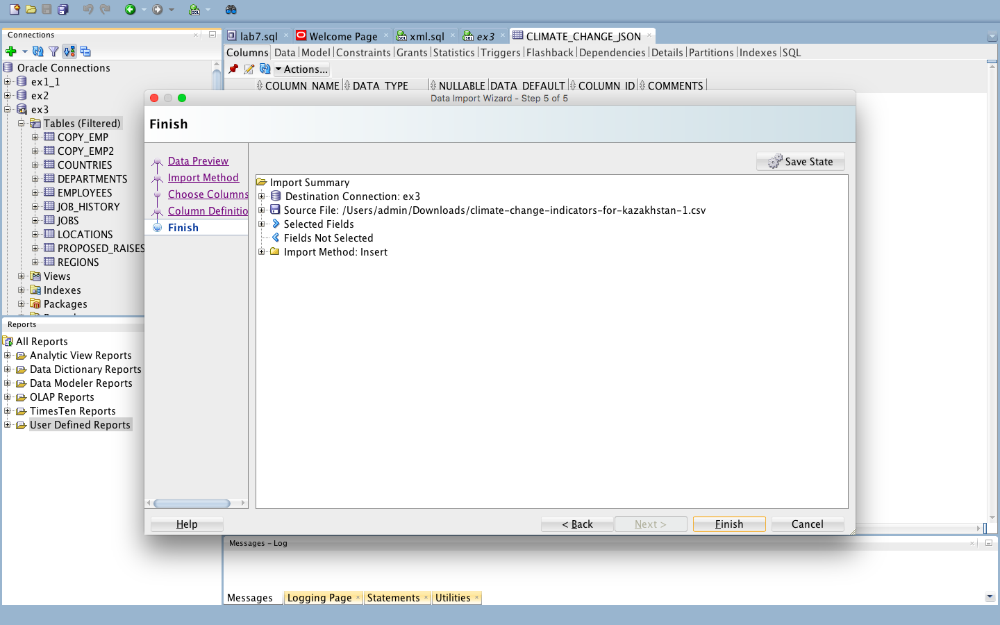 Connections
lab7.sql
Welcome Page
xml.sql
ex3
CLIMATE_CHANGE_JSON
Columns Data Model Constraints Grants Statistics Triggers Flashback Dependencies Details Partitions Indexes SQL
Actions...
COLUMN_NAME DATA_TYPE NULLABLE DATA_DEFAULT COLUMN_ID COMMENTS
Oracle Connections
ex1_1
ex2
ex3
Tables (Filtered)
COPY_EMP
COPY_EMP2
COUNTRIES
DEPARTMENTS
EMPLOYEES
JOB_HISTORY
JOBS
LOCATIONS
PROPOSED_RAISES
REGIONS
Views
Indexes
Packages
Reports
All Reports
Analytic View Reports
Data Dictionary Reports
Data Modeler Reports
OLAP Reports
TimesTen Reports
User Defined Reports
Data Import Wizard - Step 5 of 5
Finish
Data Preview
Import Method
Choose Columns
Column Definitio
Finish
Save State
Import Summary
Destination Connection: ex3
Source File: /Users/admin/Downloads/climate-change-indicators-for-kazakhstan-1.csv
Selected Fields
Fields Not Selected
Import Method: Insert
Help
< Back
Next >
Finish
Cancel
Messages - Log
Messages
Logging Page
Statements
Utilities